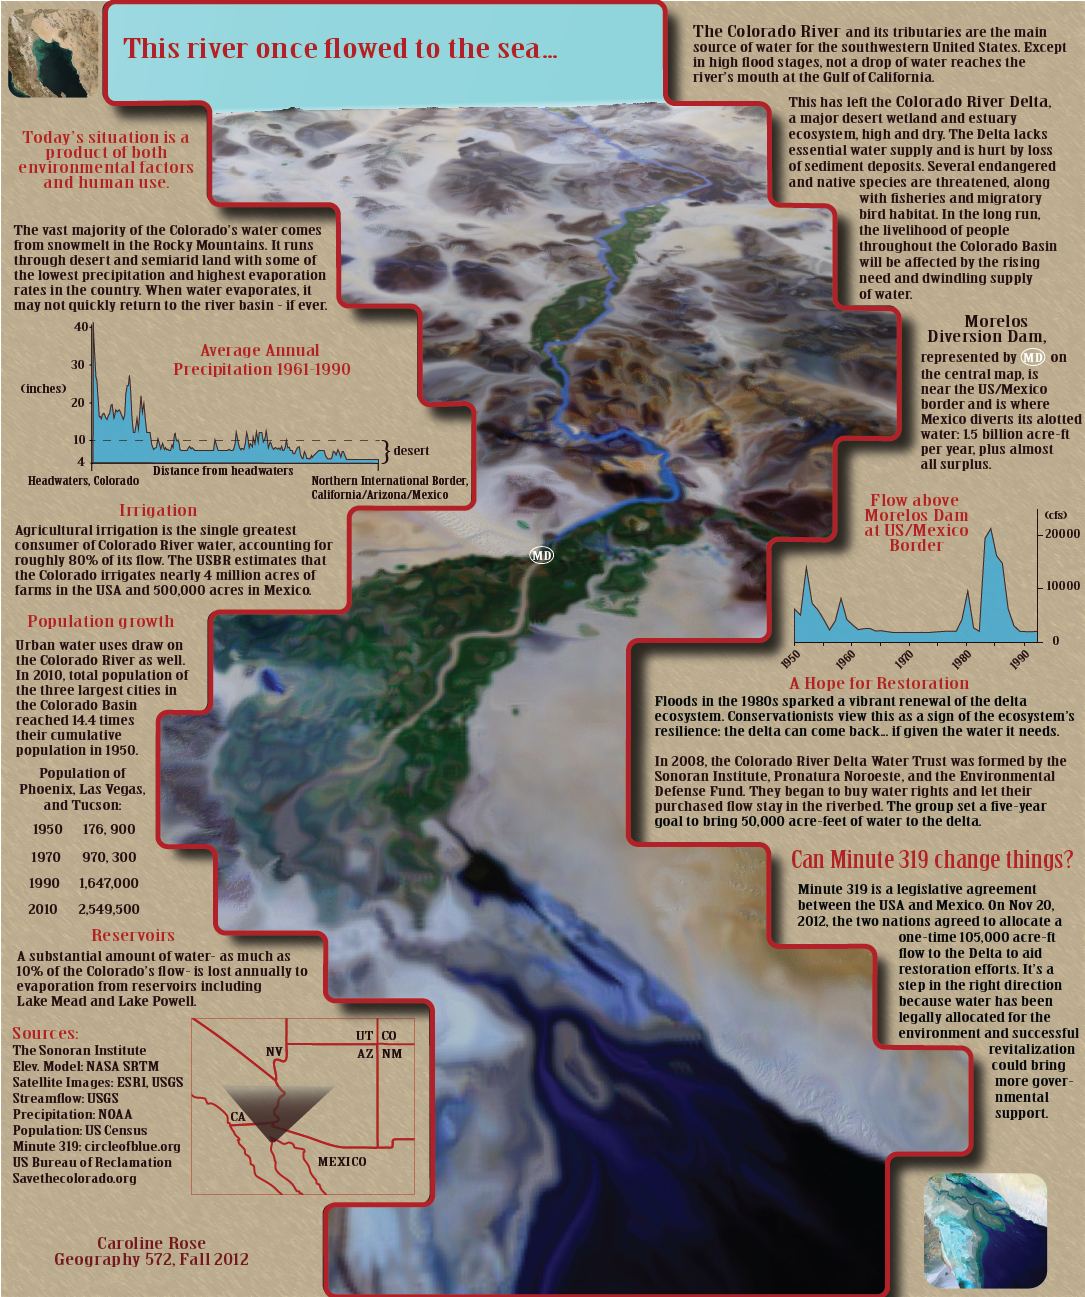 This river once flowed to the sea...
The Colorado River and its tributaries are the main
source of water for the southwestern United States. Except
in high flood stages, not a drop of water reaches the
river's mouth at the Gulf of California.
This has left the Colorado River Delta,
a major desert wetland and estuary
ecosystem, high and dry. The Delta lacks
essential water supply and is hurt by loss
of sediment deposits. Several endangered
and native species are threatened, along
with fisheries and migratory
bird habitat. In the long run,
the livelihood of people
throughout the Colorado Basin
will be affected by the rising
need and dwindling supply
of water.
Today's situation is a
product of both
environmental factors
and human use.
The vast majority of the Colorado's water comes
from snowmelt in the Rocky Mountains. It runs
through desert and semiarid land with some of
the lowest precipitation and highest evaporation
rates in the country. When water evaporates, it
may not quickly return to the river basin - if ever.
Average Annual
Precipitation 1961-1990
40
30
(inches)
20
10
4
desert
Distance from headwaters
Headwaters, Colorado
Northern International Border,
California/Arizona/Mexico
Morelos
Diversion Dam,
represented by MD on
the central map, is
near the US/Mexico
border and is where
Mexico diverts its alotted
water: 1.5 billion acre-ft
per year, plus almost
all surplus.
Irrigation
Agricultural irrigation is the single greatest
consumer of Colorado River water, accounting for
roughly 80% of its flow. The USBR estimates that
the Colorado irrigates nearly 4 million acres of
farms in the USA and 500,000 acres in Mexico.
MD
Flow above
Morelos Dam
at US/Mexico
Border
(cfs)
20000
10000
0
1950
1960
1970
1980
1990
Population growth
Urban water uses draw on
the Colorado River as well.
In 2010, total population of
the three largest cities in
the Colorado Basin
reached 14.4 times
their cumulative
population in 1950.
Population of
Phoenix, Las Vegas,
and Tucson:
1950 176, 900
1970 970, 300
1990 1,647,000
2010 2,549,500
A Hope for Restoration
Floods in the 1980s sparked a vibrant renewal of the delta
ecosystem. Conservationists view this as a sign of the ecosystem's
resilience: the delta can come back... if given the water it needs.
In 2008, the Colorado River Delta Water Trust was formed by the
Sonoran Institute, Pronatura Noroeste, and the Environmental
Defense Fund. They began to buy water rights and let their
purchased flow stay in the riverbed. The group set a five-year
goal to bring 50,000 acre-feet of water to the delta.
Can Minute 319 change things?
Minute 319 is a legislative agreement
between the USA and Mexico. On Nov 20,
2012, the two nations agreed to allocate a
one-time 105,000 acre-ft
flow to the Delta to aid
restoration efforts. It's a
step in the right direction
because water has been
legally allocated for the
environment and successful
revitalization
could bring
more gover-
nmental
support.
Reservoirs
A substantial amount of water- as much as
10% of the Colorado's flow- is lost annually to
evaporation from reservoirs including
Lake Mead and Lake Powell.
Sources:
The Sonoran Institute
Elev. Model: NASA SRTM
Satellite Images: ESRI, USGS
Streamflow: USGS
Precipitation: NOAA
Population: US Census
Minute 319: circleofblue.org
US Bureau of Reclamation
Savethecolorado.org
UT CO
NV AZ NM
CA
MEXICO
Caroline Rose
Geography 572, Fall 2012